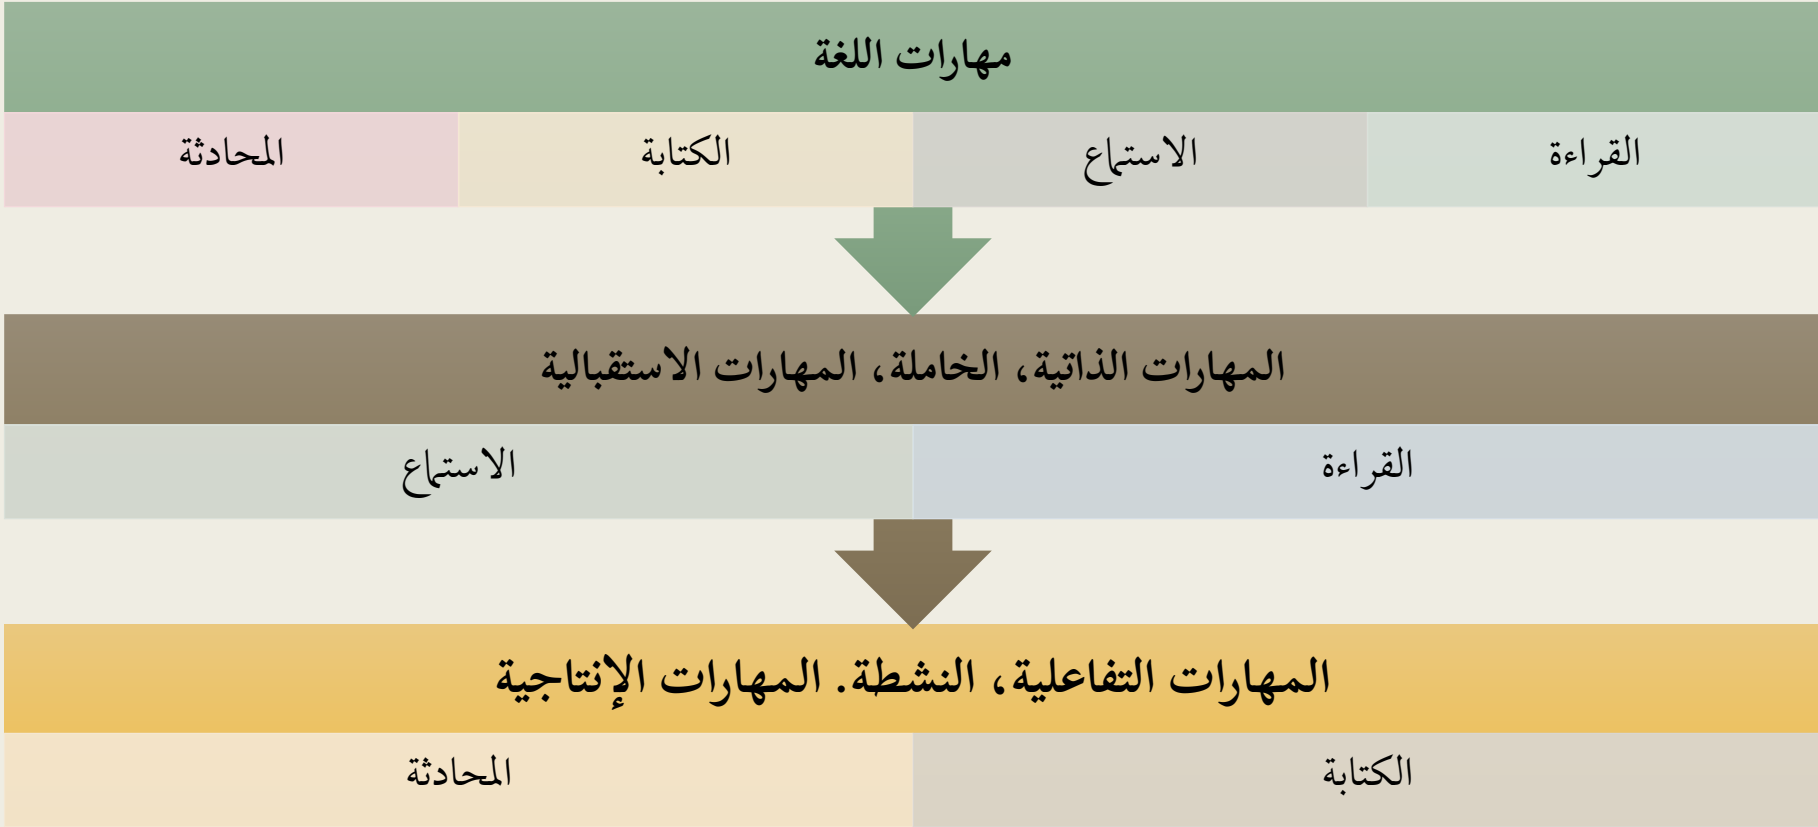 مهارات اللغة
القراءة الاستماع الكتابة المحادثة
المهارات الذاتية، الخاملة، المهارات الاستقبالية
القراءة الاستماع
المهارات التفاعلية، النشطة. المهارات الإنتاجية
الكتابة المحادثة